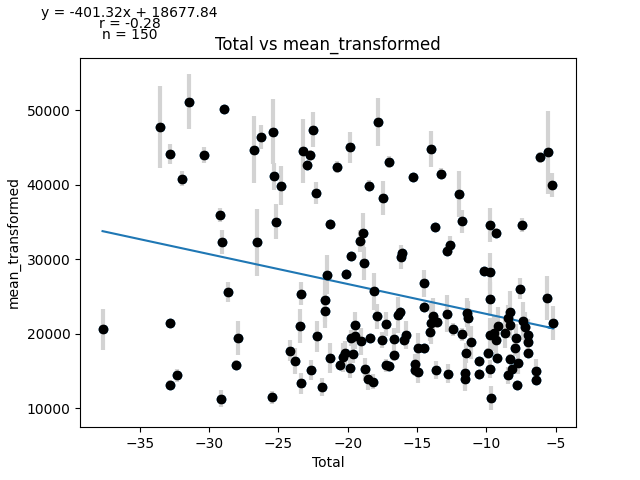 y = -401.32x + 18677.84
r = -0.28
n = 150
Total vs mean_transformed
50000
40000
30000
20000
10000
mean_transformed
−35
−30
−25
−20
−15
−10
−5
Total